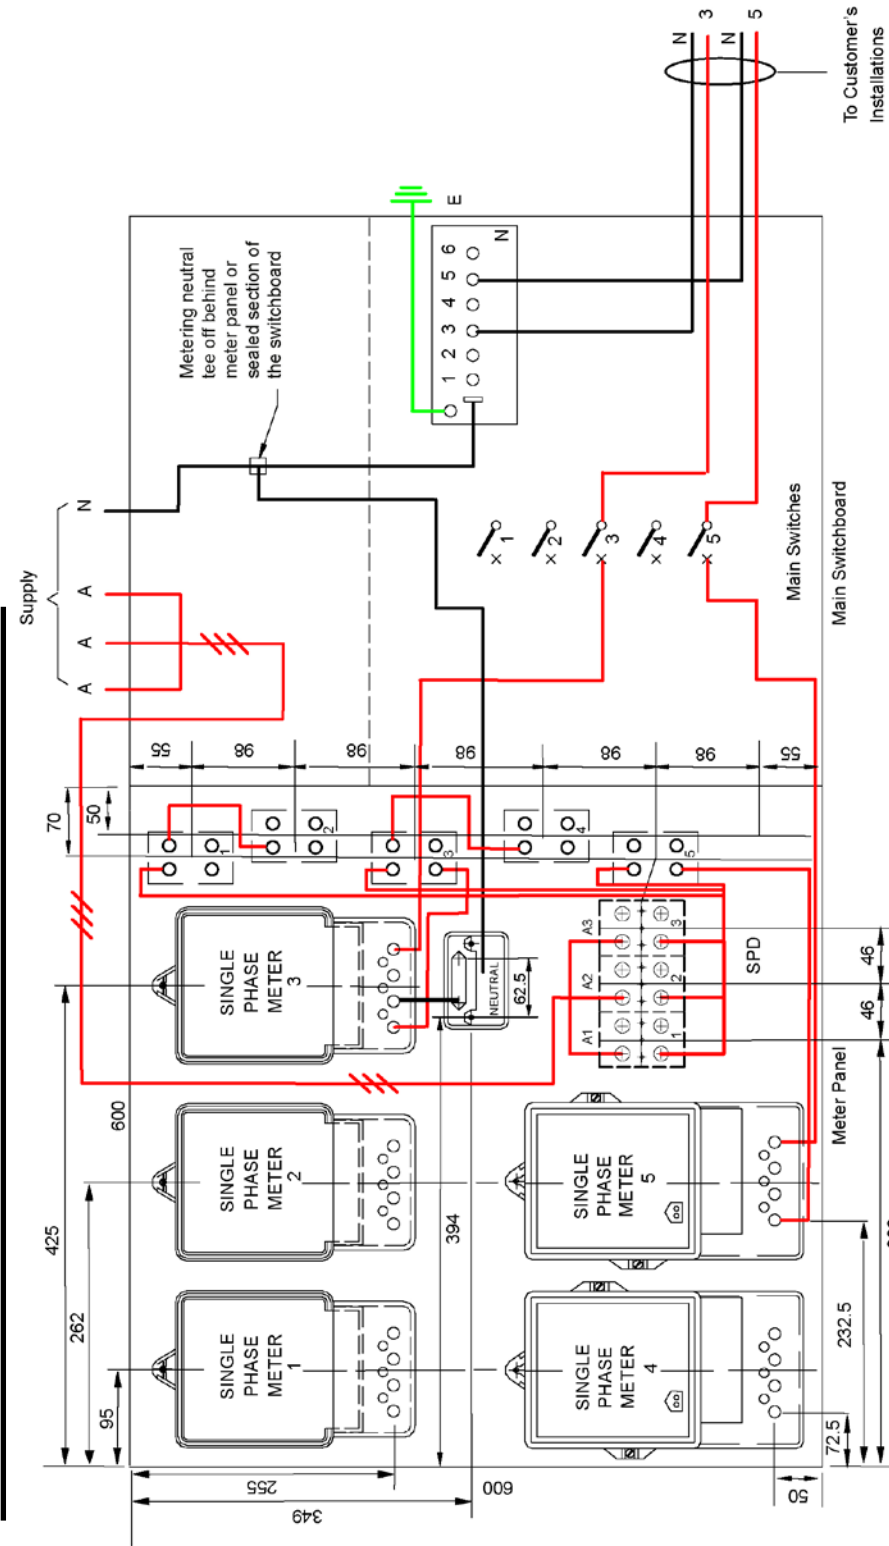 Supply
A
A
A
N
Metering neutral
tee off behind
meter panel or
sealed section of
the switchboard
E
1 2 3 4 5 6
N
N
3
N
5
To Customer's
Installations
1
2
3
4
5
Main Switches
Main Switchboard
55
98
98
98
98
98
55
70
50
1
2
3
4
5
SINGLE
PHASE
METER
3
NEUTRAL
62.5
A1
A2
A3
1
2
3
SPD
46
46
Meter Panel
600
425
262
95
SINGLE
PHASE
METER
2
SINGLE
PHASE
METER
1
394
SINGLE
PHASE
METER
5
SINGLE
PHASE
METER
4
232.5
72.5
255
349
600
50